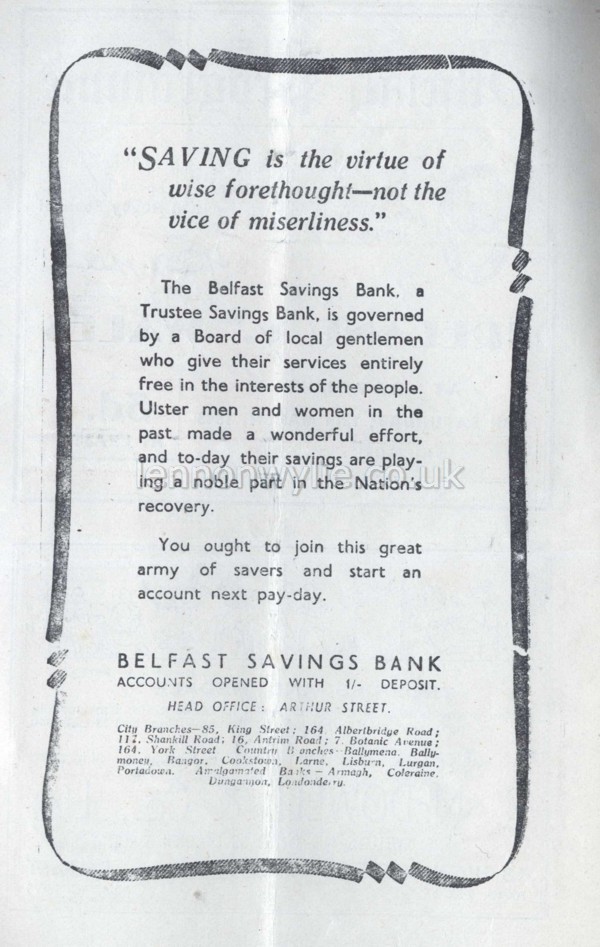 "SAVING is the virtue of
wise forethought—not the
vice of miserliness."
The Belfast Savings Bank, a
Trustee Savings Bank, is governed
by a Board of local gentlemen
who give their services entirely
free in the interests of the people.
Ulster men and women in the
past made a wonderful effort,
and to-day their savings are play-
ing a noble part in the Nation's
recovery.
lennonwylie.co.uk
You ought to join this great
army of savers and start an
account next pay-day.
BELFAST SAVINGS BANK
ACCOUNTS OPENED WITH 1/- DEPOSIT.
HEAD OFFICE: ARTHUR STREET.
City Branches—85, King Street; 164 Albertbridge Road;
Shankill Road; 16, Antrim Road; 7, Botanic Avenue;
164, York Street Country Branches—Ballymena, Bally-
money, Bangor, Cookstown, Larne, Lisburn, Lurgan,
Portadown. Amalgamated Banks—Armagh, Coleraine,
Dungannon, Londonderry.